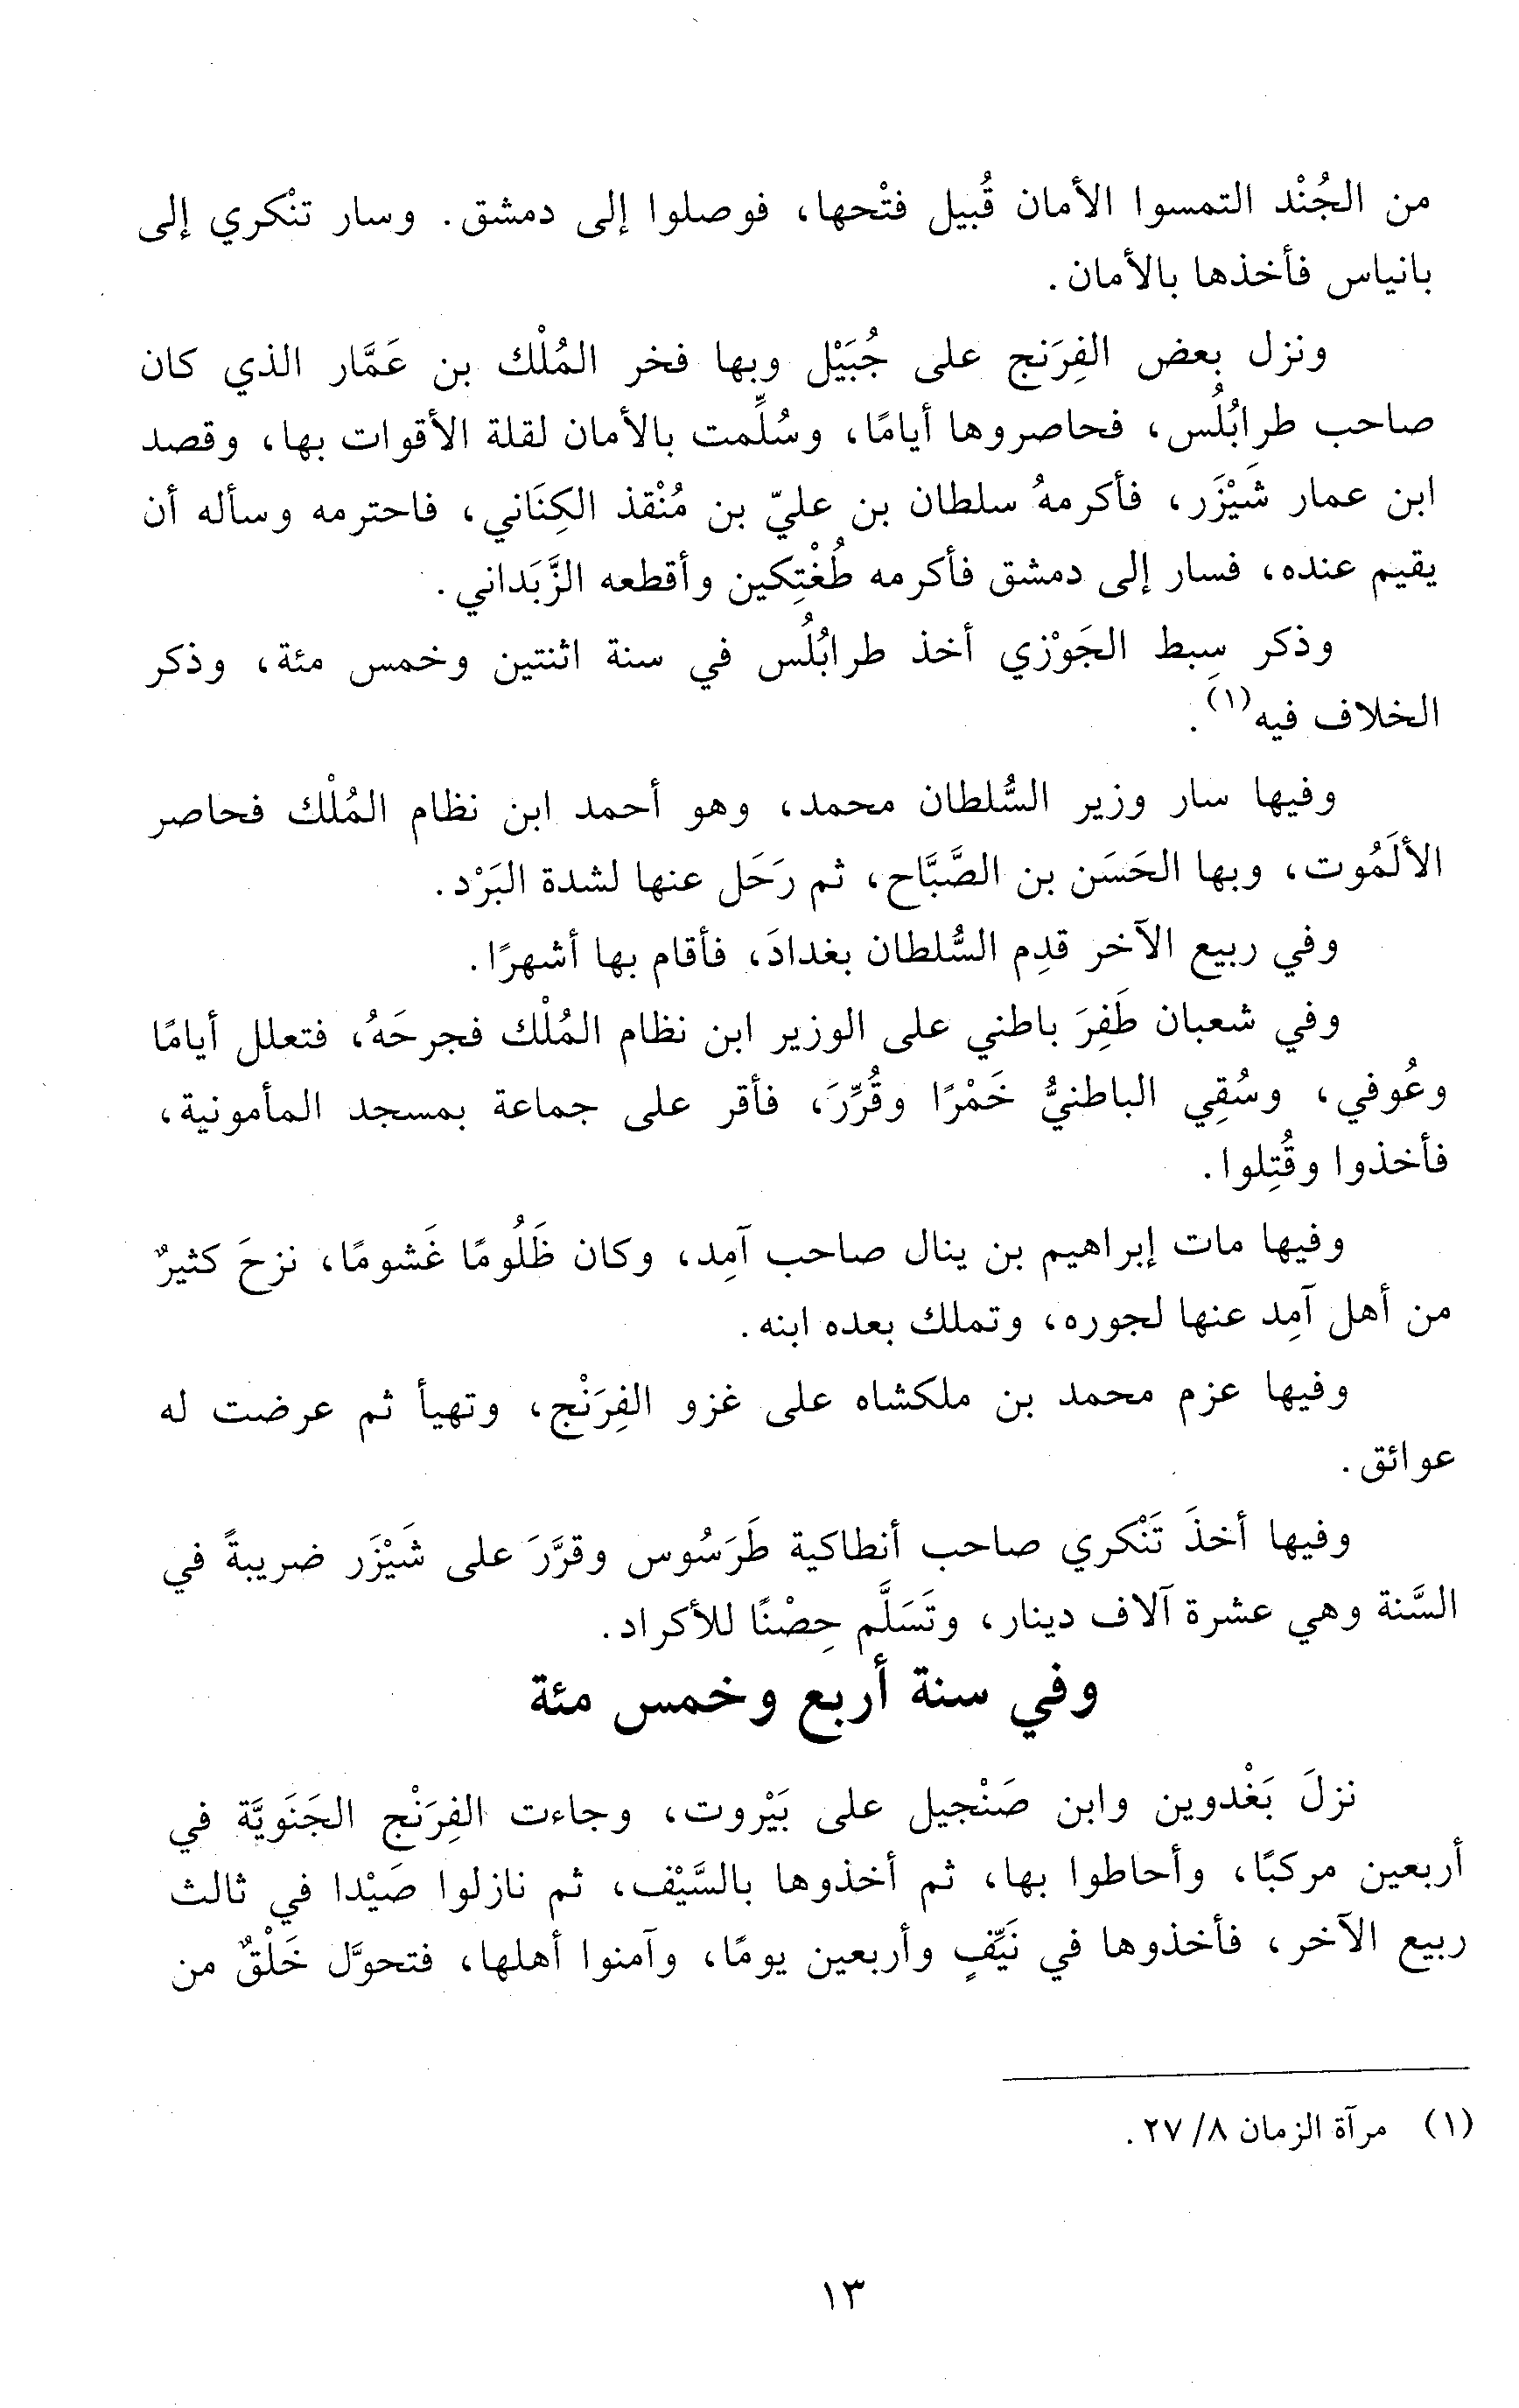 من الجُنْد التمسوا الأمان قُبيل فتْحها، فوصلوا إلى دمشق. وسار تنْكري إلى
بانياس فأخذها بالأمان.
ونزل بعض الفِرَنج على جُبَيْل وبها فخر المُلْك بن عَمَّار الذي كان
صاحب طرابُلُس، فحاصروها أيامًا، وسُلِّمت بالأمان لقلة الأقوات بها، وقصد
ابن عمار شَيْزَر، فأكرمهُ سلطان بن عليّ بن مُنْقذ الكِنَاني، فاحترمه وسأله أن
يقيم عنده، فسار إلى دمشق فأكرمه طُغْتِكين وأقطعه الزَّبَداني.
وذكر سِبط الجَوْزي أخذ طرابُلُس في سنة اثنتين وخمس مئة، وذكر
الخلاف فيه(١).
وفيها سار وزير السُّلطان محمد، وهو أحمد ابن نظام المُلْك فحاصر
الألَمُوت، وبها الحَسَن بن الصَّبَّاح، ثم رَحَل عنها لشدة البَرْد.
وفي ربيع الآخر قدِم السُّلطان بغدادَ، فأقام بها أشهرًا.
وفي شعبان ظَفِرَ باطني على الوزير ابن نظام المُلْك فجرحَهُ، فتعلل أيامًا
وعُوفي، وسُقِي الباطنيُّ خَمْرًا وقُرِّرَ، فأقر على جماعة بمسجد المأمونية،
فأخذوا وقُتِلوا.
وفيها مات إبراهيم بن ينال صاحب آمِد، وكان ظَلُومًا غَشومًا، نزحَ كثيرٌ
من أهل آمِد عنها لجوره، وتملك بعده ابنه.
وفيها عزم محمد بن ملكشاه على غزو الفِرَنْج، وتهيأ ثم عرضت له
عوائق.
وفيها أخذَ تَنْكري صاحب أنطاكية طَرَسُوس وقرَّرَ على شَيْزَر ضريبةً في
السَّنة وهي عشرة آلاف دينار، وتَسَلَّم حِصْنًا للأكراد.
وفي سنة أربع وخمس مئة
نزلَ بَغْدوين وابن صَنْجيل على بَيْروت، وجاءت الفِرَنْج الجَنَويَّة في
أربعين مركبًا، وأحاطوا بها، ثم أخذوها بالسَّيْف، ثم نازلوا صَيْدا في ثالث
ربيع الآخر، فأخذوها في نَيِّفٍ وأربعين يومًا، وآمنوا أهلها، فتحوَّل خَلْقٌ من
(١) مرآة الزمان ٨/ ٢٧.
١٣